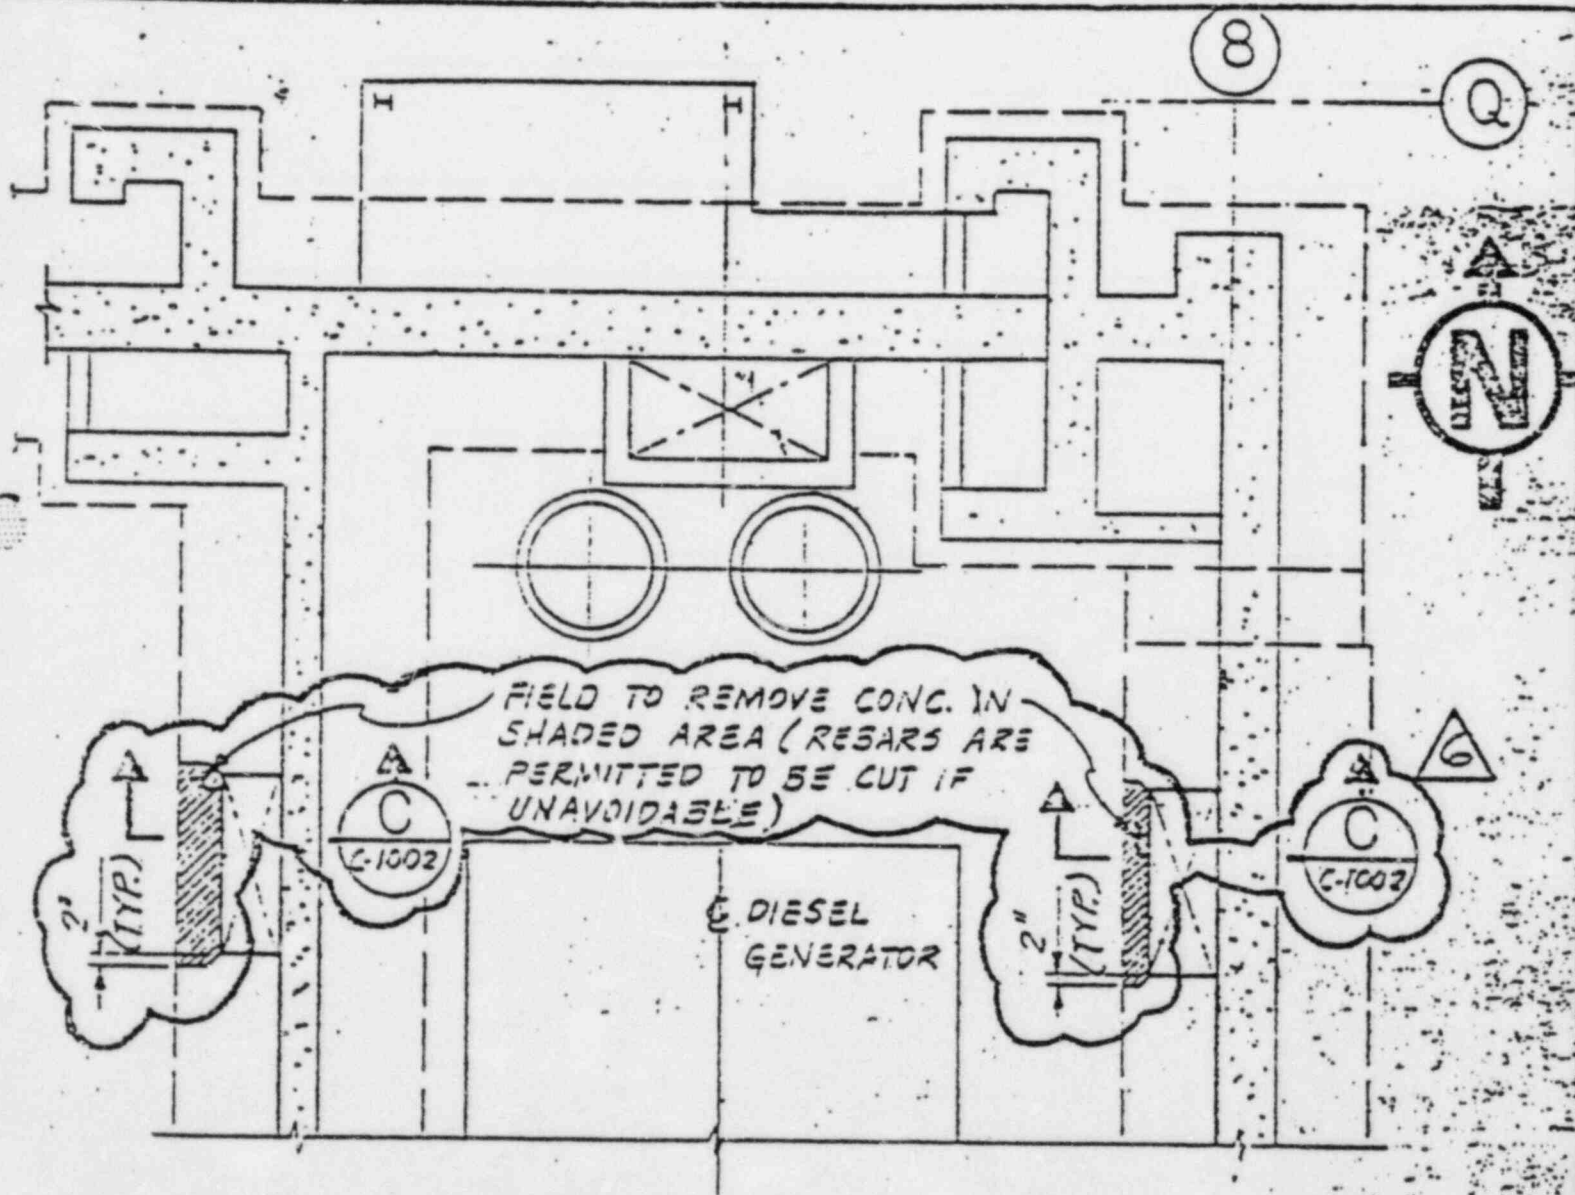 8
Q
N
FIELD TO REMOVE CONC. IN
SHADED AREA (REBARS ARE
PERMITTED TO BE CUT IF
UNAVOIDABLE)
6
C
C-1002
C
C-1002
2"
(TYP.)
2"
(TYP.)
℄ DIESEL
GENERATOR